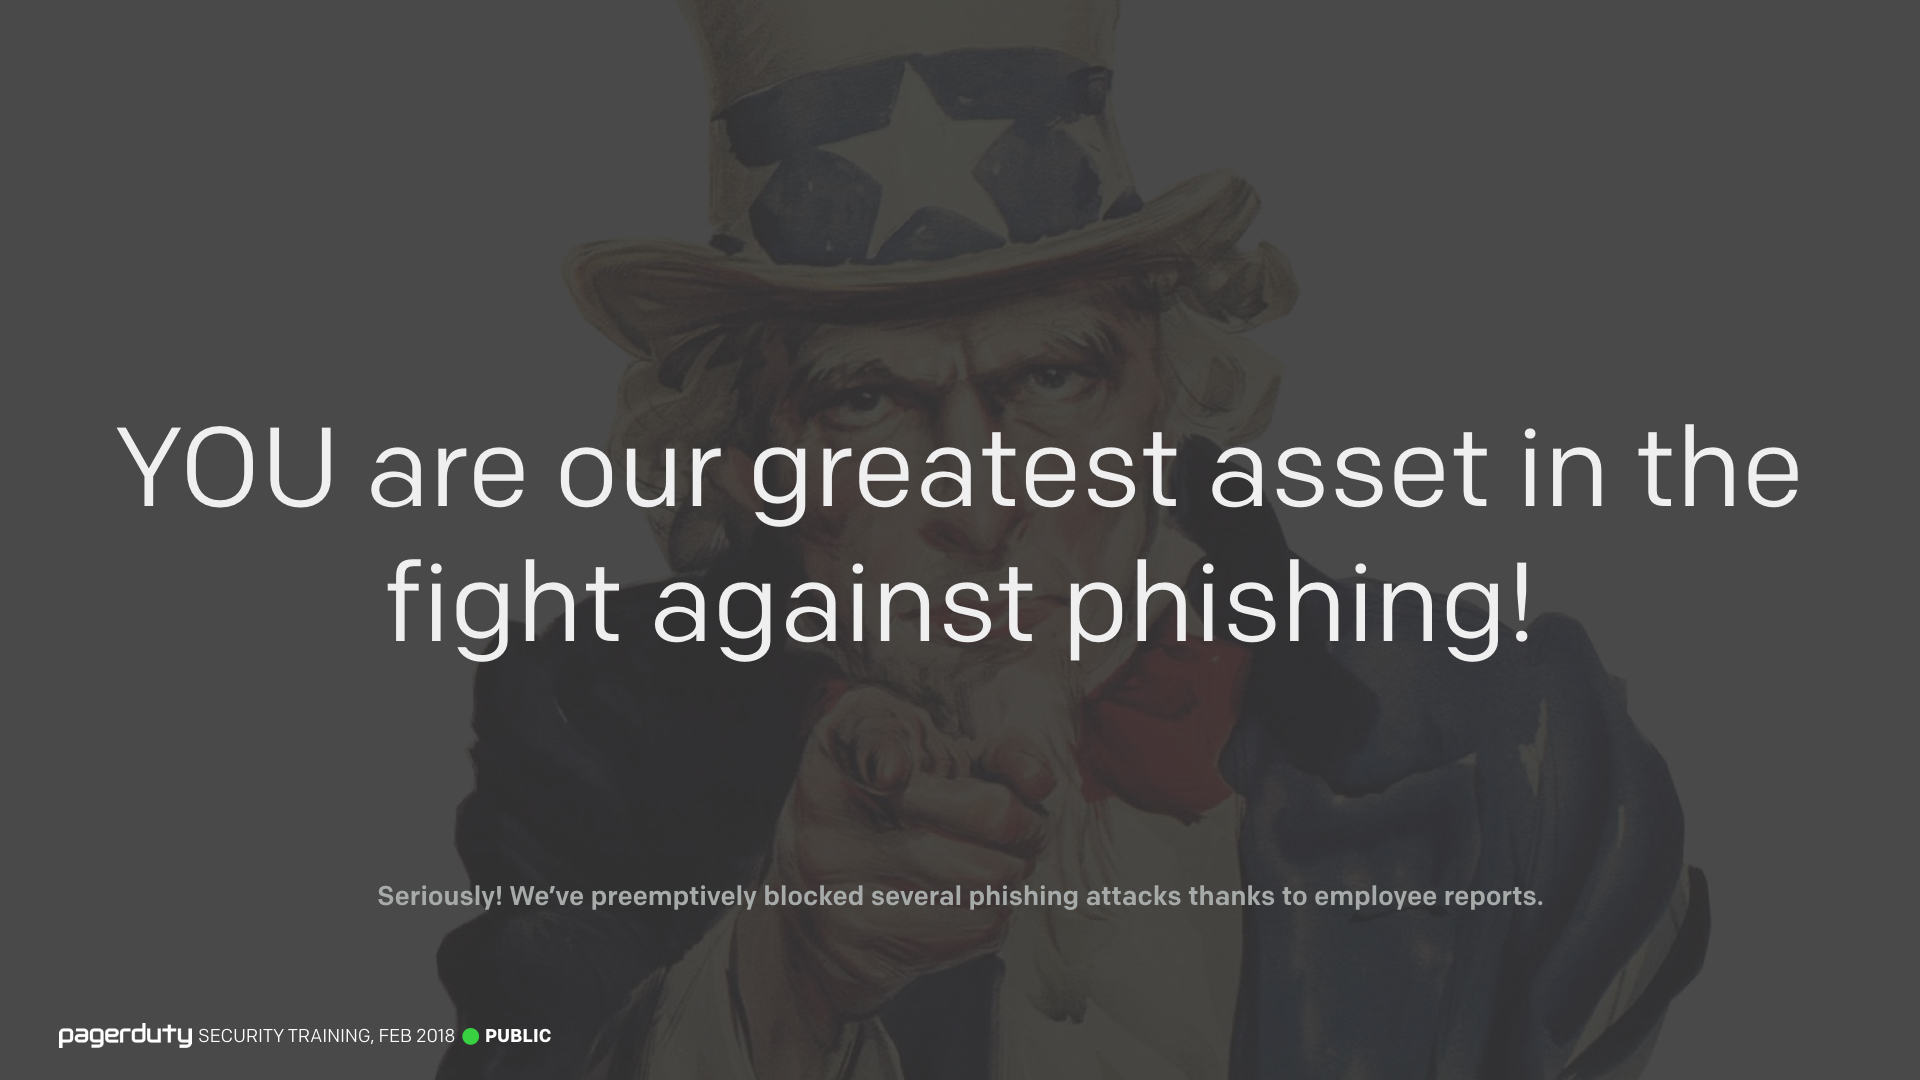 YOU are our greatest asset in the
fight against phishing!
Seriously! We’ve preemptively blocked several phishing attacks thanks to employee reports.
pagerduty SECURITY TRAINING, FEB 2018 PUBLIC